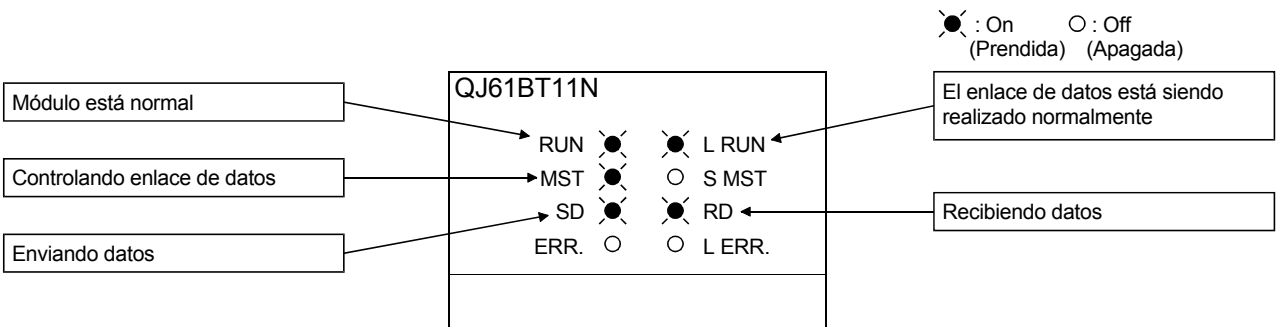 : On : Off
(Prendida) (Apagada)
QJ61BT11N
Módulo está normal
El enlace de datos está siendo
realizado normalmente
RUN L RUN
Controlando enlace de datos
MST S MST
SD RD
Recibiendo datos
Enviando datos
ERR. L ERR.